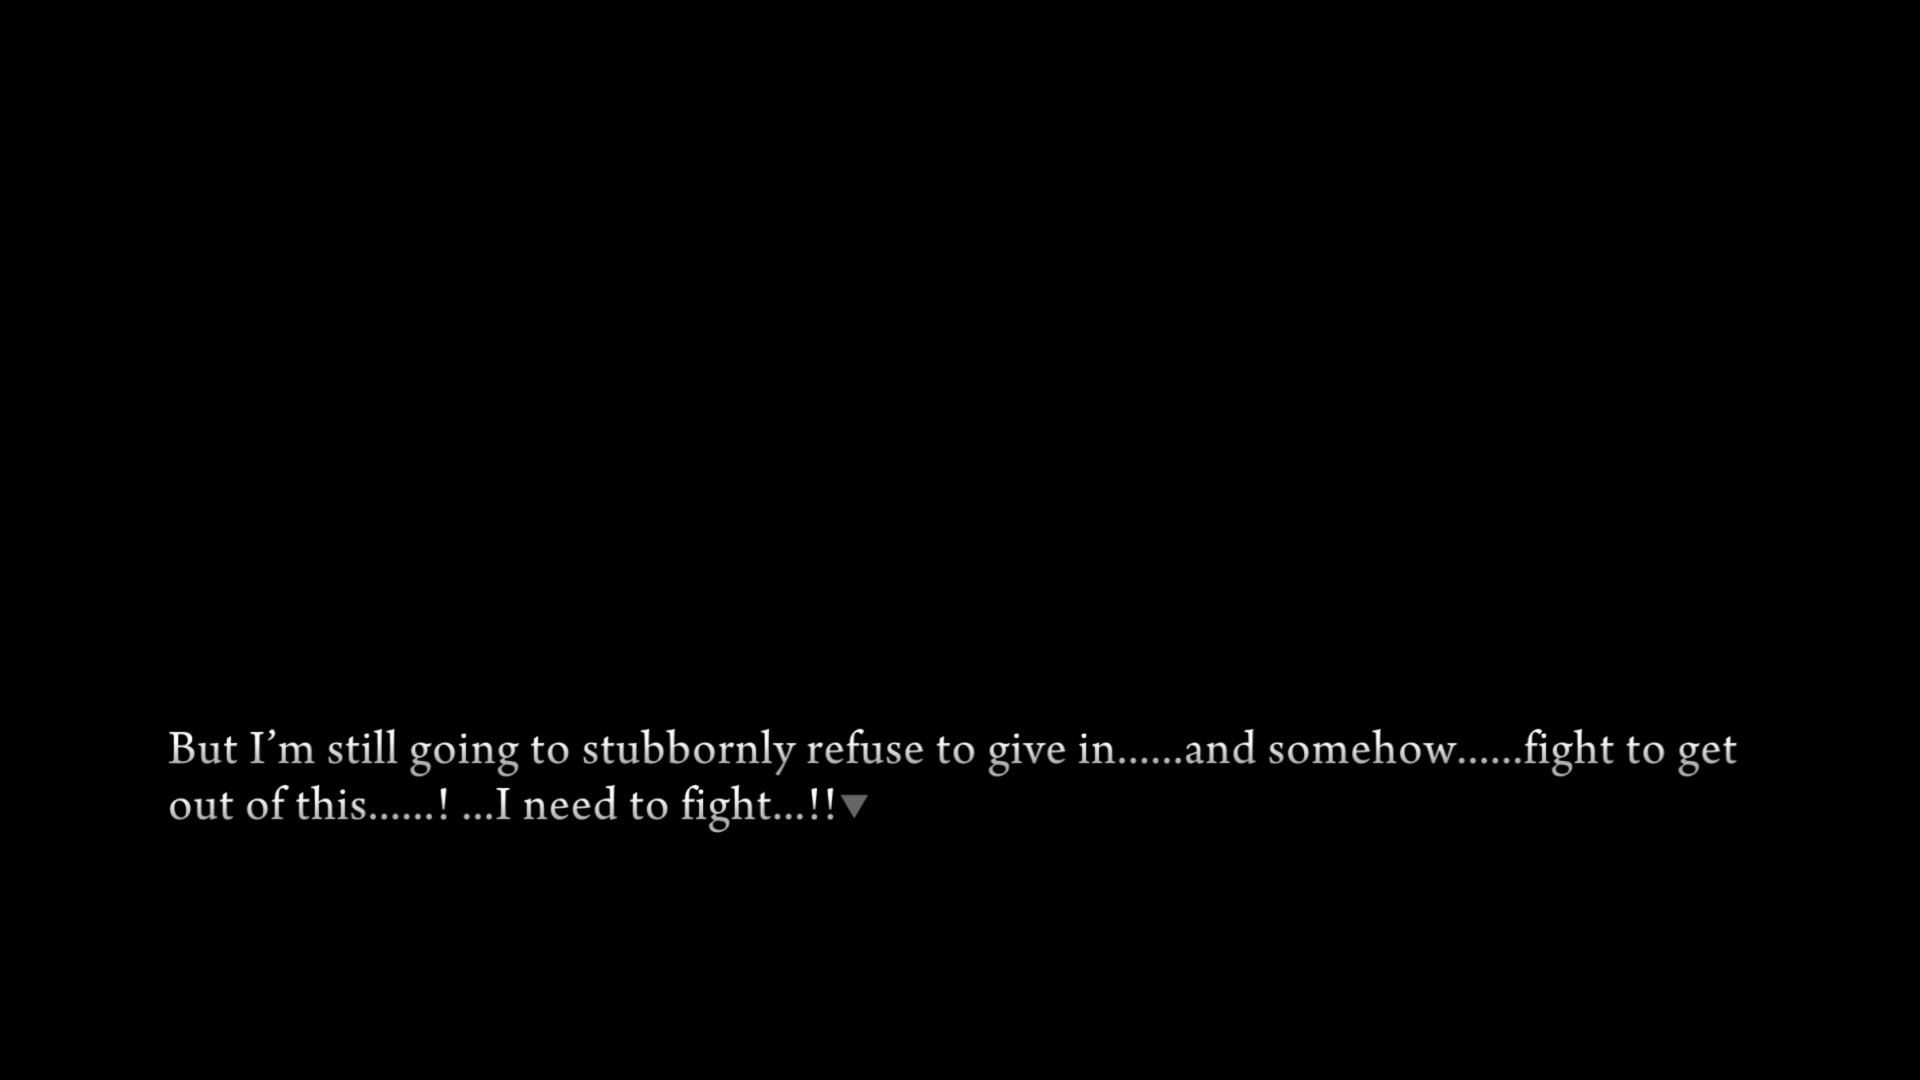 But I’m still going to stubbornly refuse to give in......and somehow......fight to get
out of this......! ...I need to fight...!!